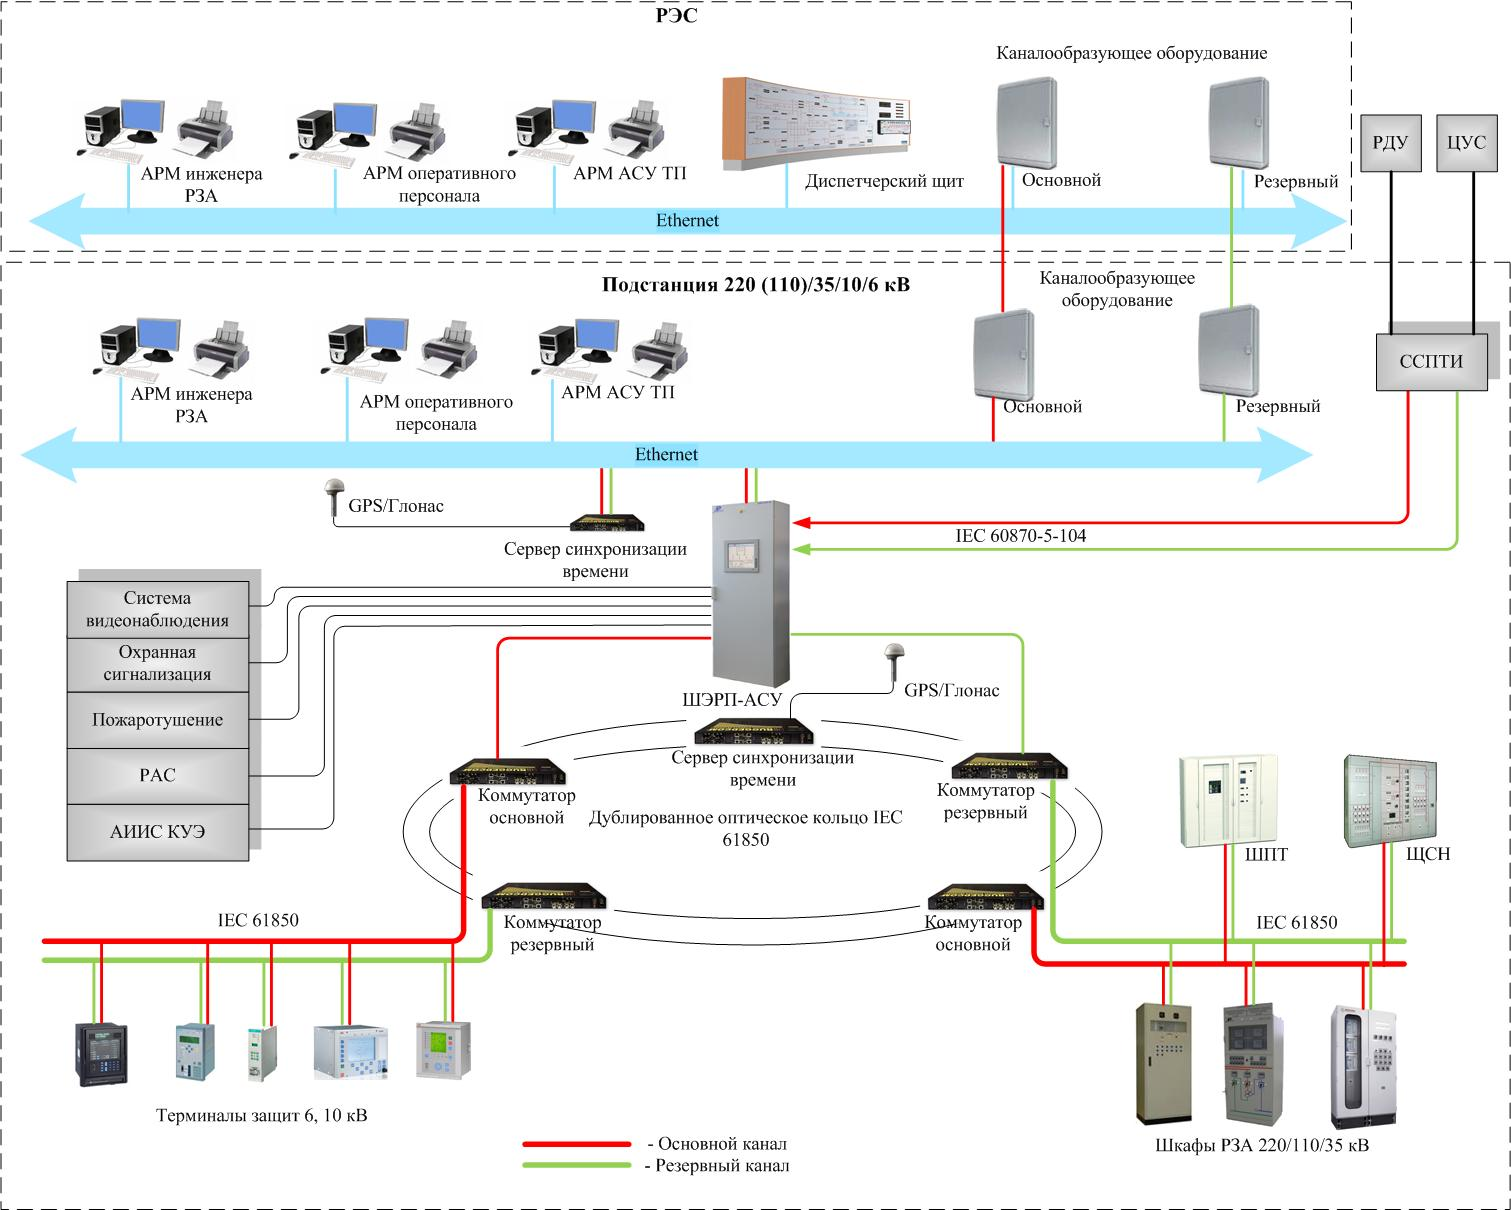 РЭС
Каналообразующее оборудование
АРМ инженера
РЗА
АРМ оперативного
персонала
АРМ АСУ ТП
Диспетчерский щит
Основной
Резервный
РДУ
ЦУС
Ethernet
Подстанция 220 (110)/35/10/6 кВ
Каналообразующее
оборудование
АРМ инженера
РЗА
АРМ оперативного
персонала
АРМ АСУ ТП
Основной
Резервный
ССПТИ
Ethernet
GPS/Глонас
Сервер синхронизации
времени
IEC 60870-5-104
Система
видеонаблюдения
Охранная
сигнализация
Пожаротушение
РАС
АИИС КУЭ
ШЭРП-АСУ
GPS/Глонас
Сервер синхронизации
времени
Коммутатор
основной
Коммутатор
резервный
Дублированное оптическое кольцо IEC
61850
ШПТ
ЩСН
Коммутатор
резервный
Коммутатор
основной
IEC 61850
IEC 61850
Терминалы защит 6, 10 кВ
Шкафы РЗА 220/110/35 кВ
- Основной канал
- Резервный канал